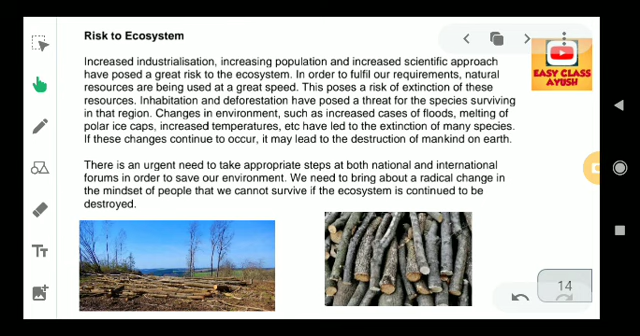 Risk to Ecosystem
Increased industrialisation, increasing population and increased scientific approach
have posed a great risk to the ecosystem. In order to fulfil our requirements, natural
resources are being used at a great speed. This poses a risk of extinction of these
resources. Inhabitation and deforestation have posed a threat for the species surviving
in that region. Changes in environment, such as increased cases of floods, melting of
polar ice caps, increased temperatures, etc have led to the extinction of many species.
If these changes continue to occur, it may lead to the destruction of mankind on earth.
There is an urgent need to take appropriate steps at both national and international
forums in order to save our environment. We need to bring about a radical change in
the mindset of people that we cannot survive if the ecosystem is continued to be
destroyed.
EASY CLASS
AYUSH
Tт
14